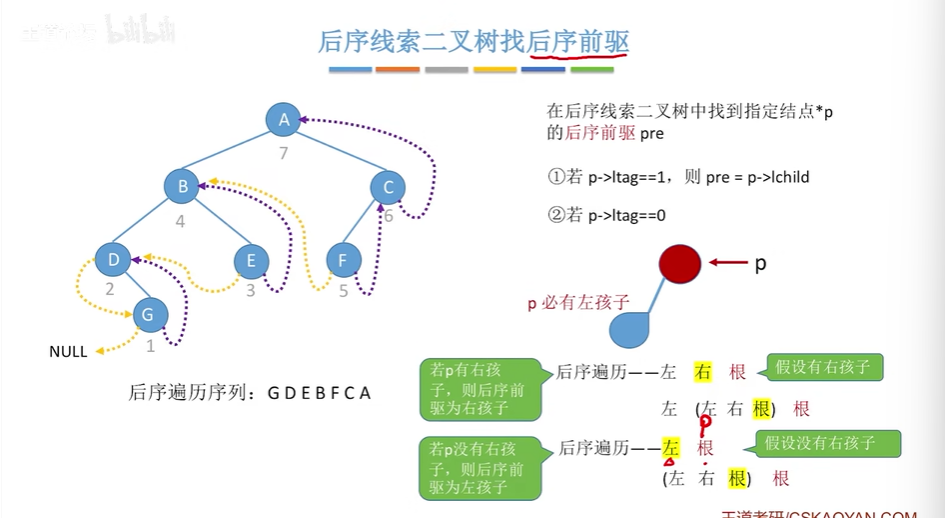 bilibili
后序线索二叉树找后序前驱
A
7
B
C
4
6
D
E
F
2
3
5
G
1
NULL
后序遍历序列：G D E B F C A
在后序线索二叉树中找到指定结点*p
的后序前驱 pre
①若 p->ltag==1，则 pre = p->lchild
②若 p->ltag==0
p
p 必有左孩子
若p有右孩
子，则后序前
驱为右孩子
后序遍历——左 右 根
假设有右孩子
左 (左 右 根) 根
p
若p没有右孩
子，则后序前
驱为左孩子
后序遍历——左 根
假设没有右孩子
(左 右 根) 根
王道考研/CSKAOYAN.COM